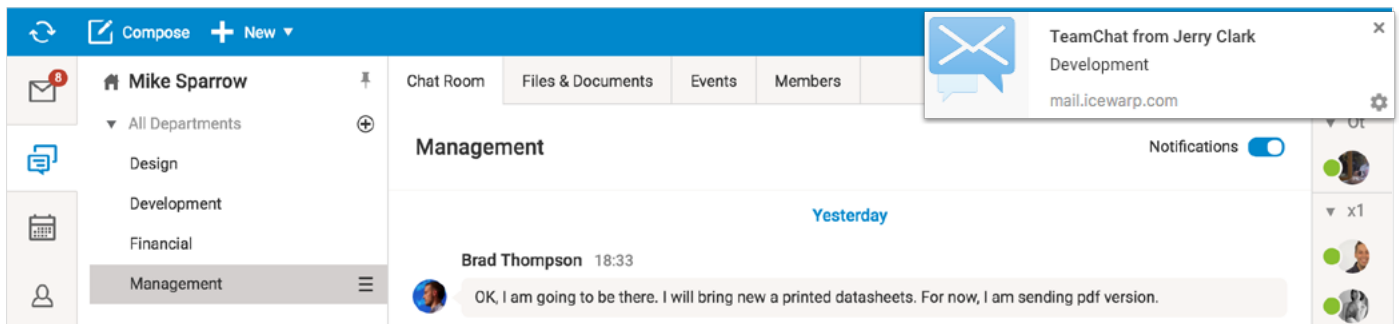 Compose New
TeamChat from Jerry Clark
Development
mail.icewarp.com
8
Mike Sparrow
All Departments
Design
Development
Financial
Management
Chat Room Files & Documents Events Members
Management
Notifications
Yesterday
Brad Thompson 18:33
OK, I am going to be there. I will bring new a printed datasheets. For now, I am sending pdf version.
x1